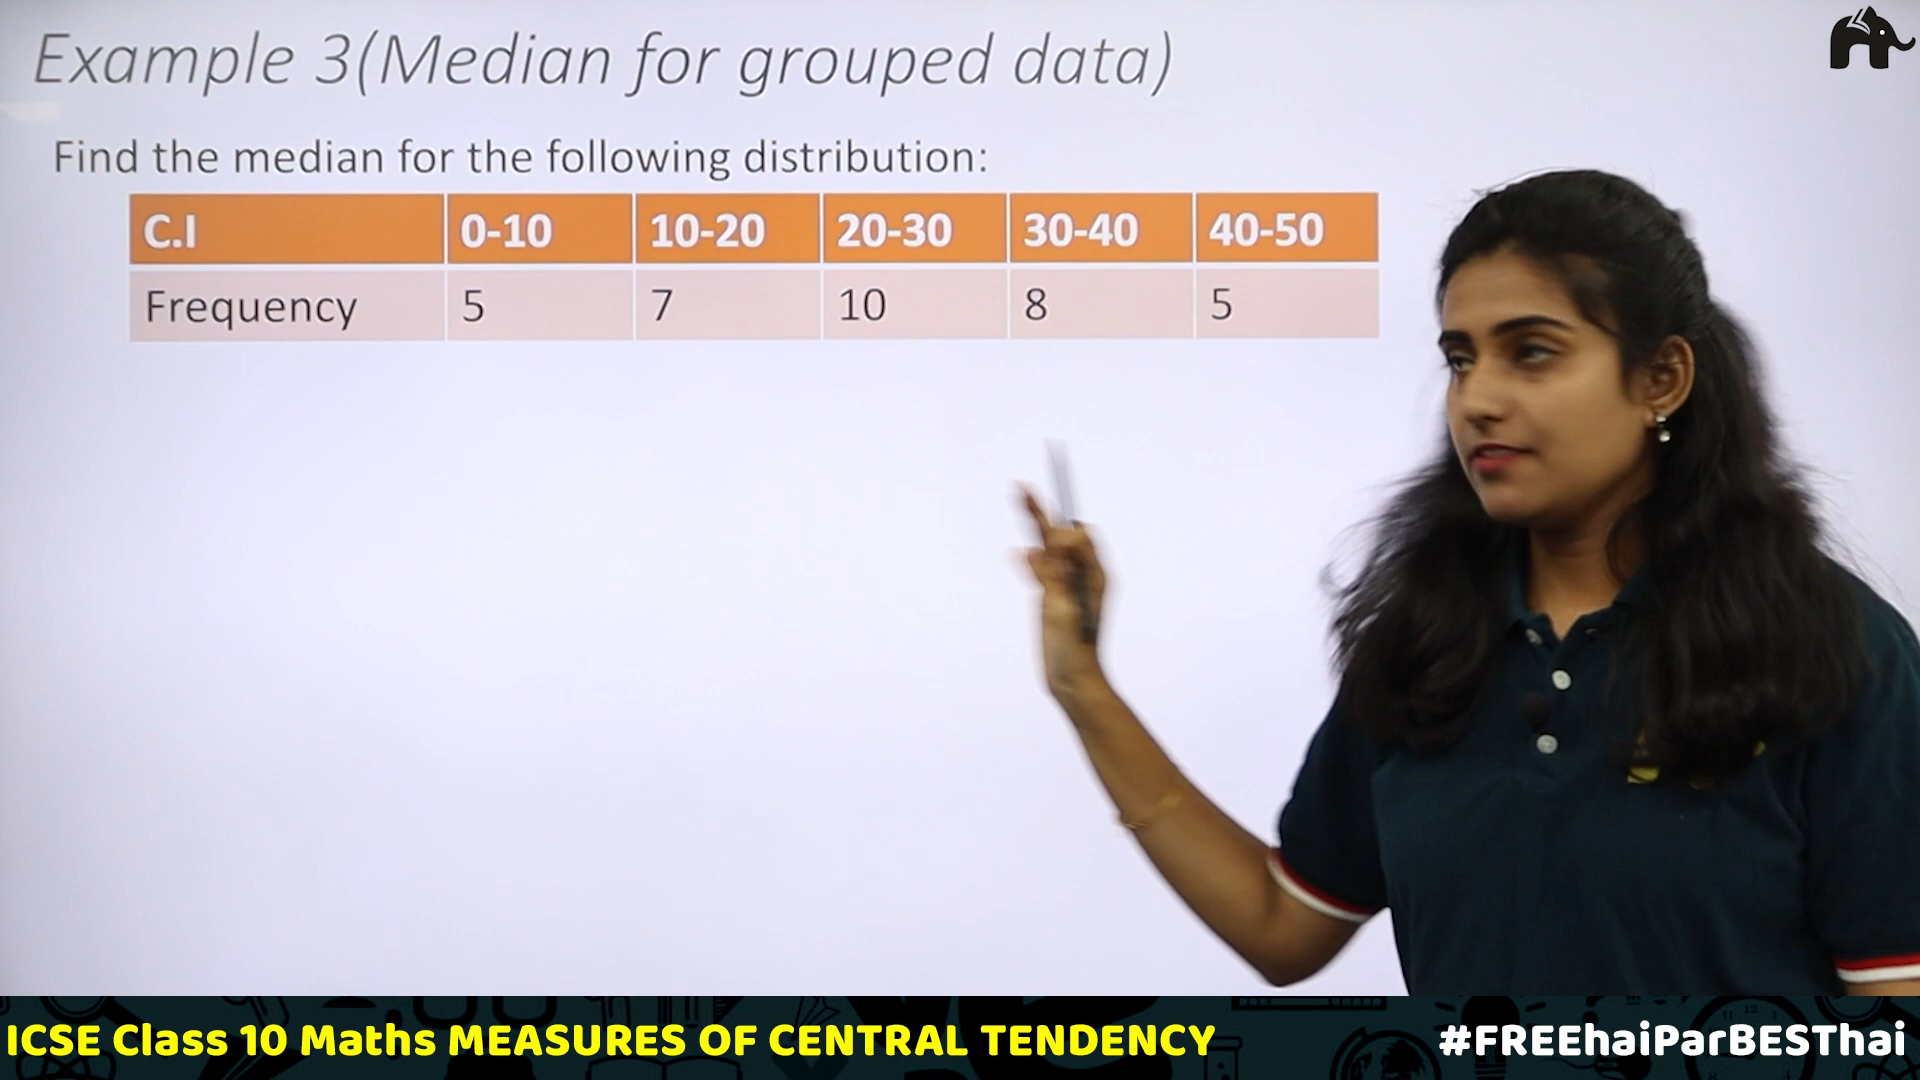 Example 3(Median for grouped data)
Find the median for the following distribution:
C.I 0-10 10-20 20-30 30-40 40-50
Frequency 5 7 10 8 5
ICSE Class 10 Maths MEASURES OF CENTRAL TENDENCY #FREEhaiParBESThai